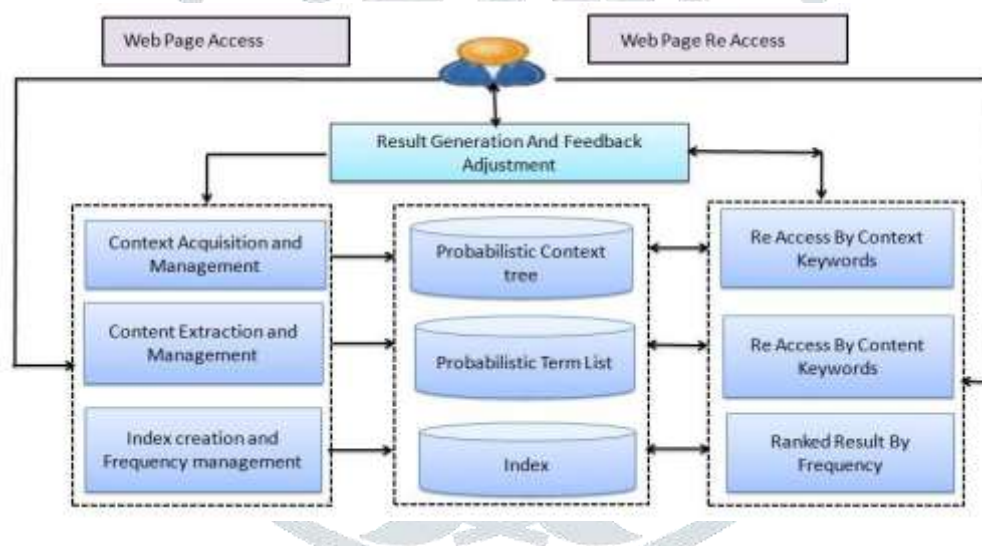 Web Page Access
Web Page Re Access
Result Generation And Feedback
Adjustment
Context Acquisition and
Management
Probabilistic Context
tree
Re Access By Context
Keywords
Content Extraction and
Management
Probabilistic Term List
Re Access By Content
Keywords
Index creation and
Frequency management
Index
Ranked Result By
Frequency